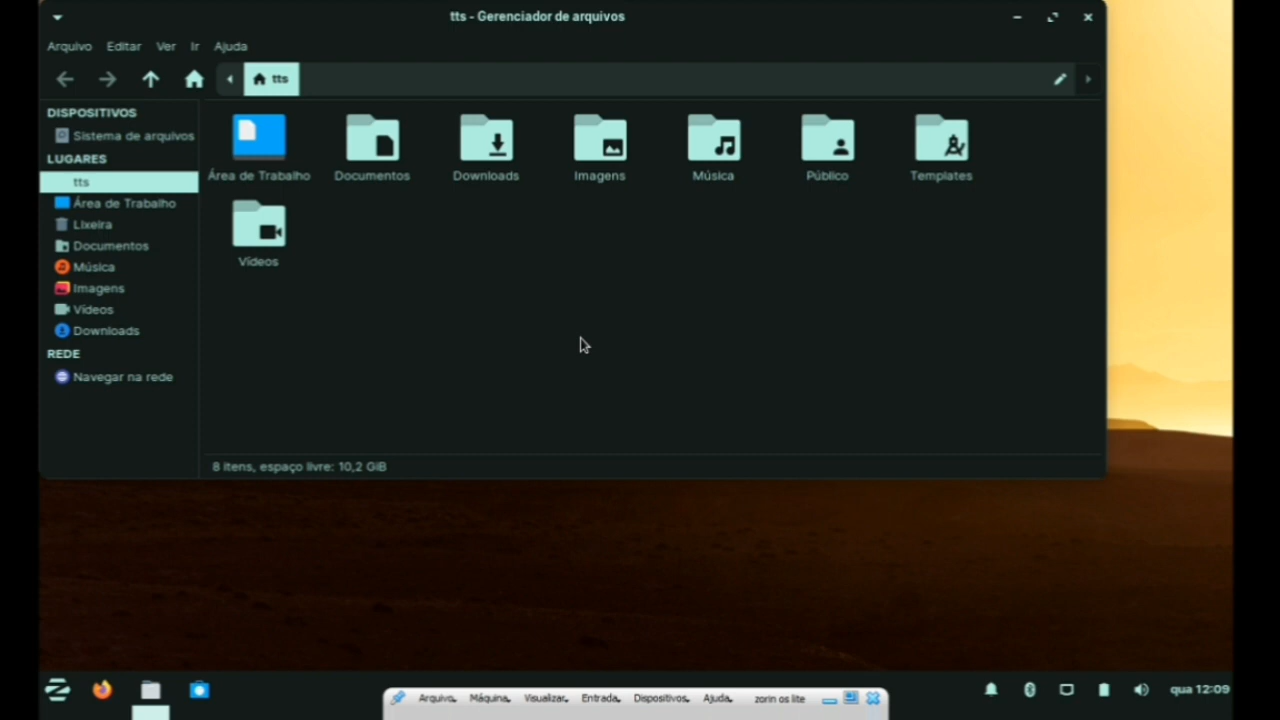 tts - Gerenciador de arquivos
Arquivo Editar Ver Ir Ajuda
tts
DISPOSITIVOS
Sistema de arquivos
LUGARES
tts
Área de Trabalho
Lixeira
Documentos
Música
Imagens
Vídeos
Downloads
REDE
Navegar na rede
Área de Trabalho Documentos Downloads Imagens Música Público Templates
Vídeos
8 itens, espaço livre: 10,2 GiB
Arquivo Máquina Visualizar Entrada Dispositivos Ajuda zorin os lite
qua 12:09